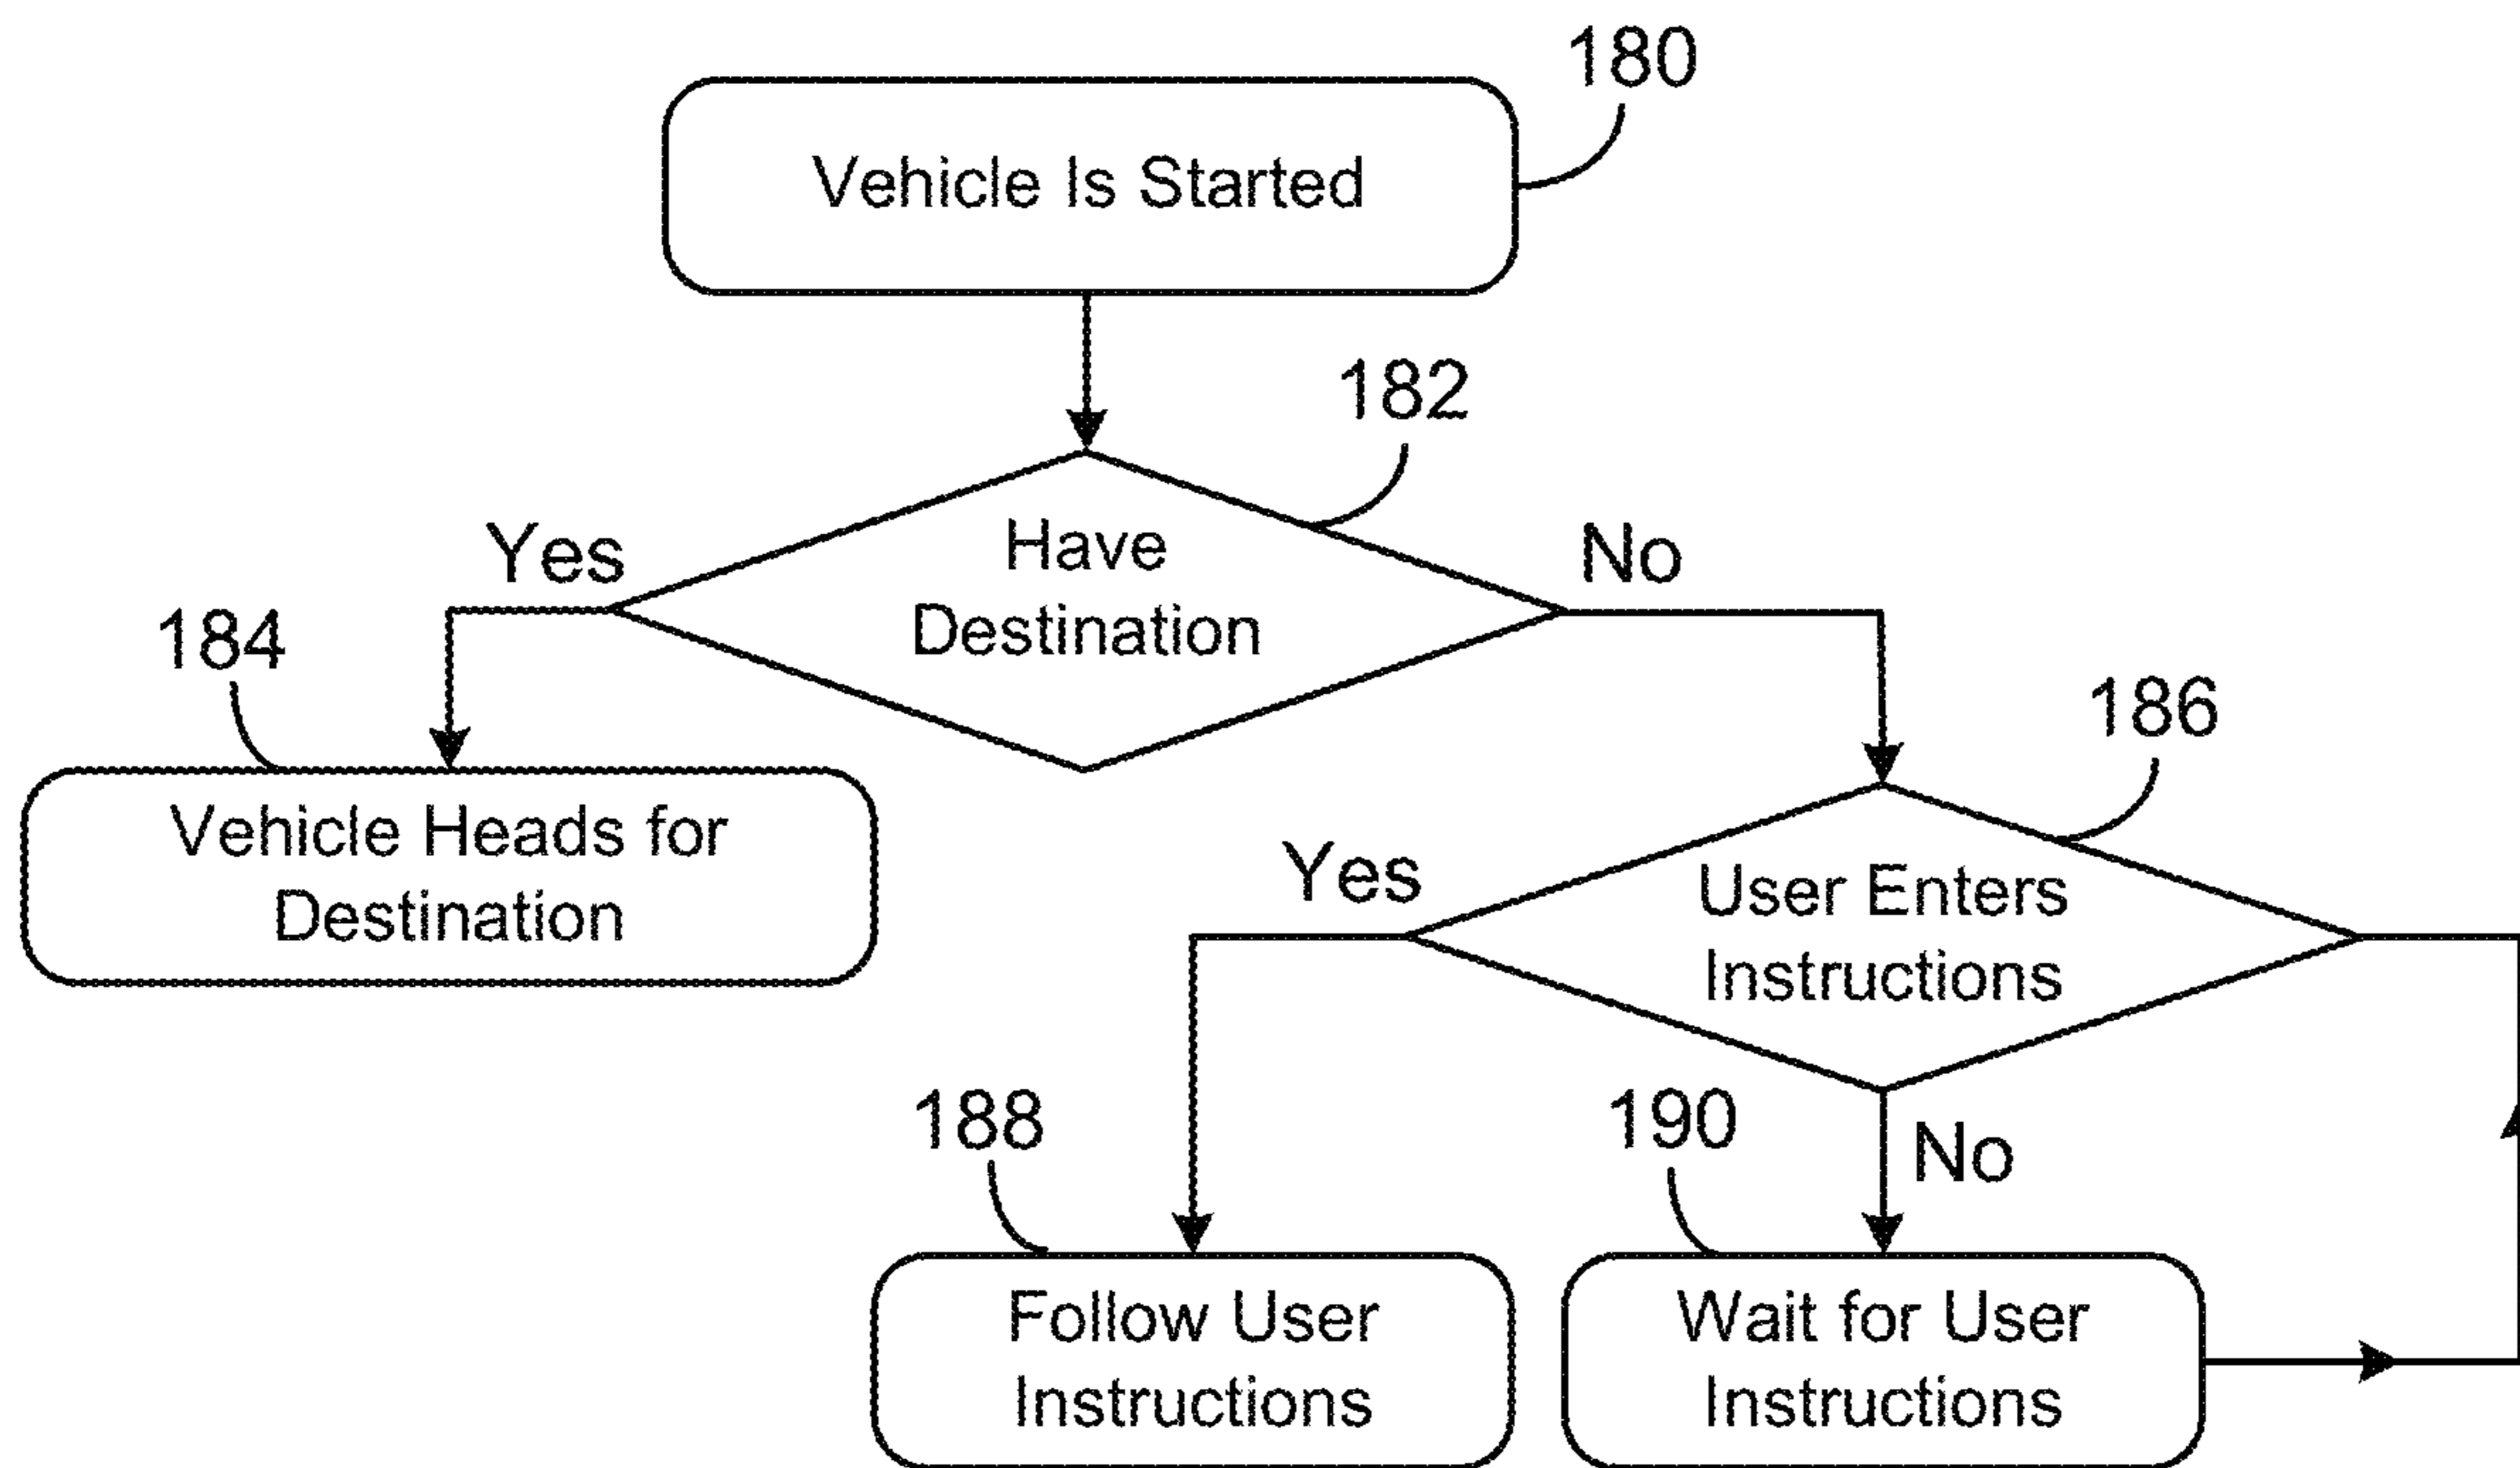 180
Vehicle Is Started
182
Have
Destination
Yes
No
184
Vehicle Heads for
Destination
186
User Enters
Instructions
Yes
No
188
Follow User
Instructions
190
Wait for User
Instructions